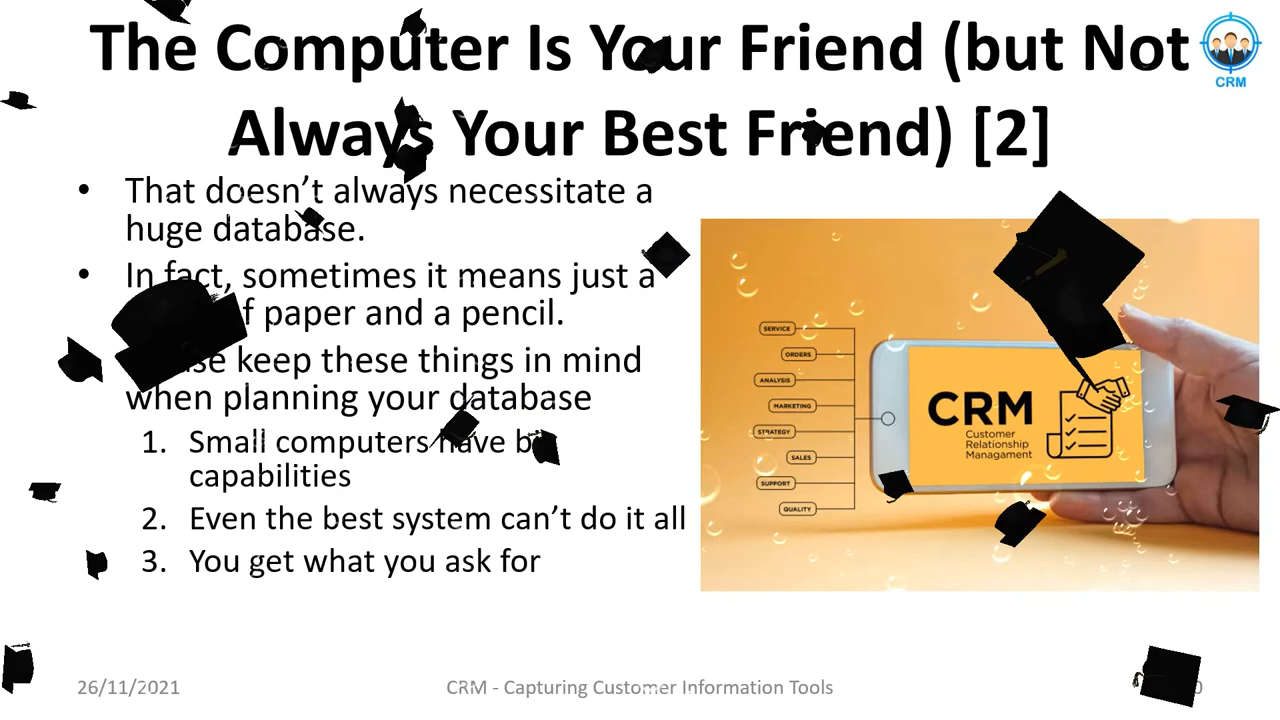 The Computer Is Your Friend (but Not
Always Your Best Friend) [2]
CRM
• That doesn’t always necessitate a
huge database.
• In fact, sometimes it means just a
of paper and a pencil.
keep these things in mind
when planning your database
1. Small computers have
capabilities
2. Even the best system can’t do it all
3. You get what you ask for
SERVICE
ORDERS
ANALYSIS
MARKETING
STRATEGY
SALES
SUPPORT
QUALITY
CRM
Customer
Relationship
Managament
26/11/2021
CRM - Capturing Customer Information Tools